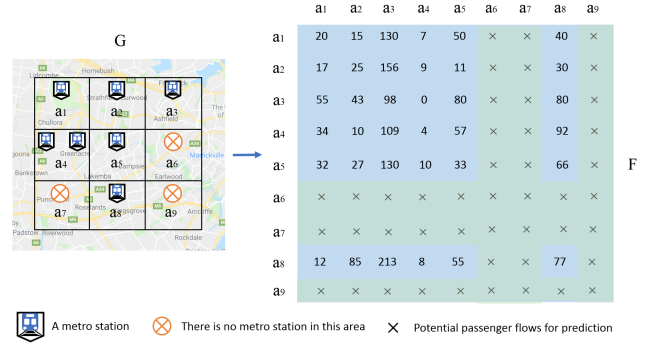 G
a1 a2 a3 a4 a5 a6 a7 a8 a9
Lidcombe Homebush
a1 a2 a3
Chullora Ashfield
a4 a5 a6
Greenacre Marrickville
Bankstown Lakemba Earlwood
a7 a8 a9
Roselands
Padstow Riverwood
Rockdale
a1 20 15 130 7 50 × × 40 ×
a2 17 25 156 9 11 × × 30 ×
a3 55 43 98 0 80 × × 80 ×
a4 34 10 109 4 57 × × 92 ×
a5 32 27 130 10 33 × × 66 ×
F
a6 × × × × × × × × ×
a7 × × × × × × × × ×
a8 12 85 213 8 55 × × 77 ×
a9 × × × × × × × × ×
A metro station
There is no metro station in this area
Potential passenger flows for prediction